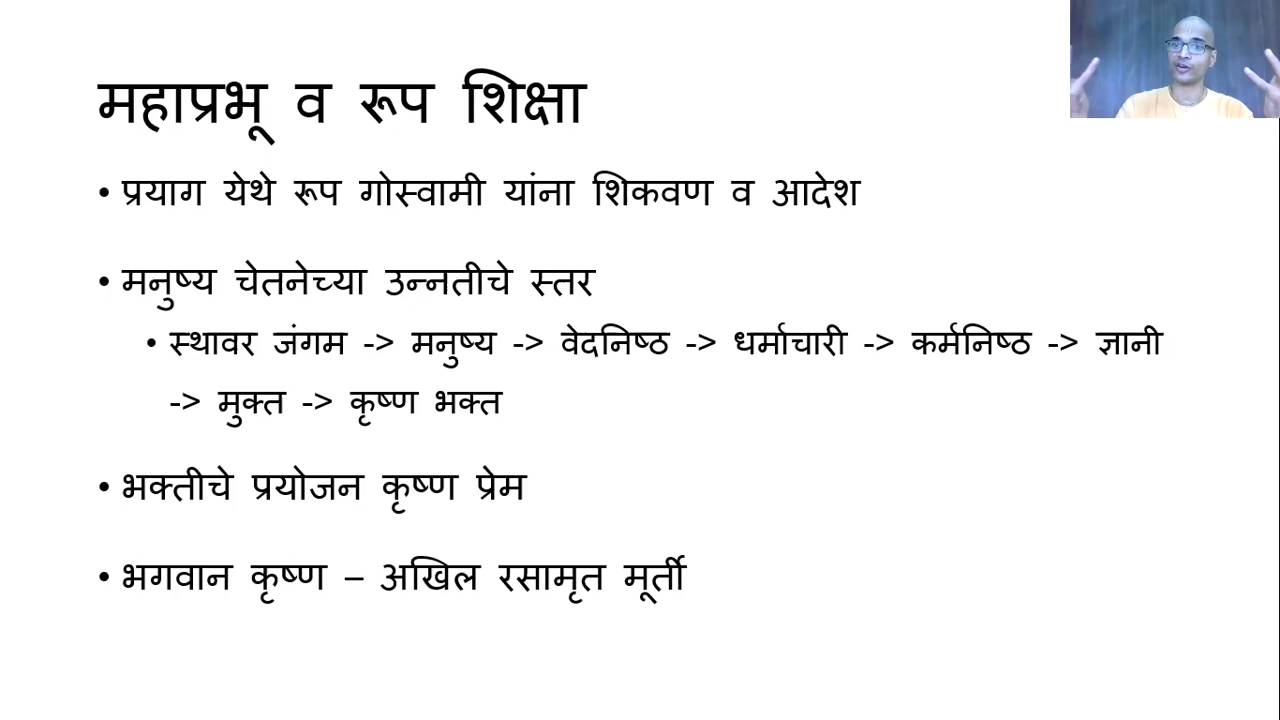 महाप्रभू व रूप शिक्षा
• प्रयाग येथे रूप गोस्वामी यांना शिकवण व आदेश
• मनुष्य चेतनेच्या उन्नतीचे स्तर
• स्थावर जंगम -> मनुष्य -> वेदनिष्ठ -> धर्माचारी -> कर्मनिष्ठ -> ज्ञानी
-> मुक्त -> कृष्ण भक्त
• भक्तीचे प्रयोजन कृष्ण प्रेम
• भगवान कृष्ण – अखिल रसामृत मूर्ती